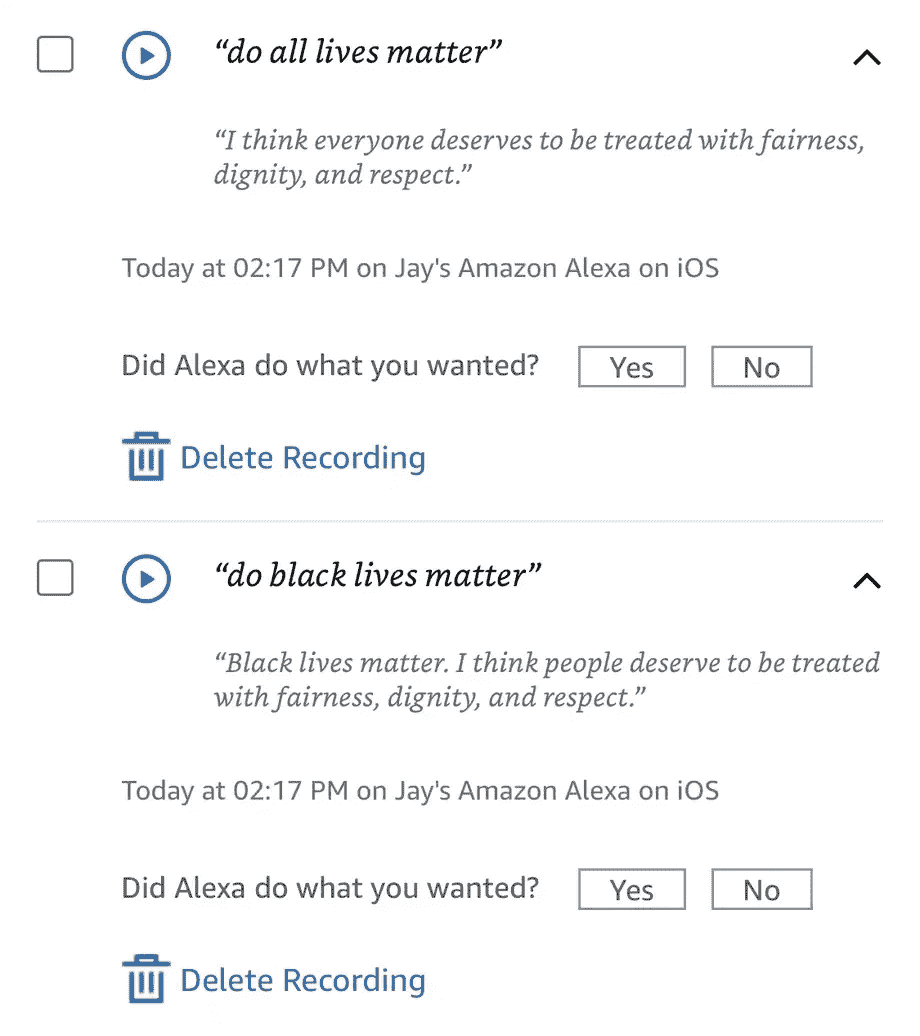 “do all lives matter”
“I think everyone deserves to be treated with fairness,
dignity, and respect.”
Today at 02:17 PM on Jay's Amazon Alexa on iOS
Did Alexa do what you wanted? Yes No
Delete Recording
“do black lives matter”
“Black lives matter. I think people deserve to be treated
with fairness, dignity, and respect.”
Today at 02:17 PM on Jay's Amazon Alexa on iOS
Did Alexa do what you wanted? Yes No
Delete Recording